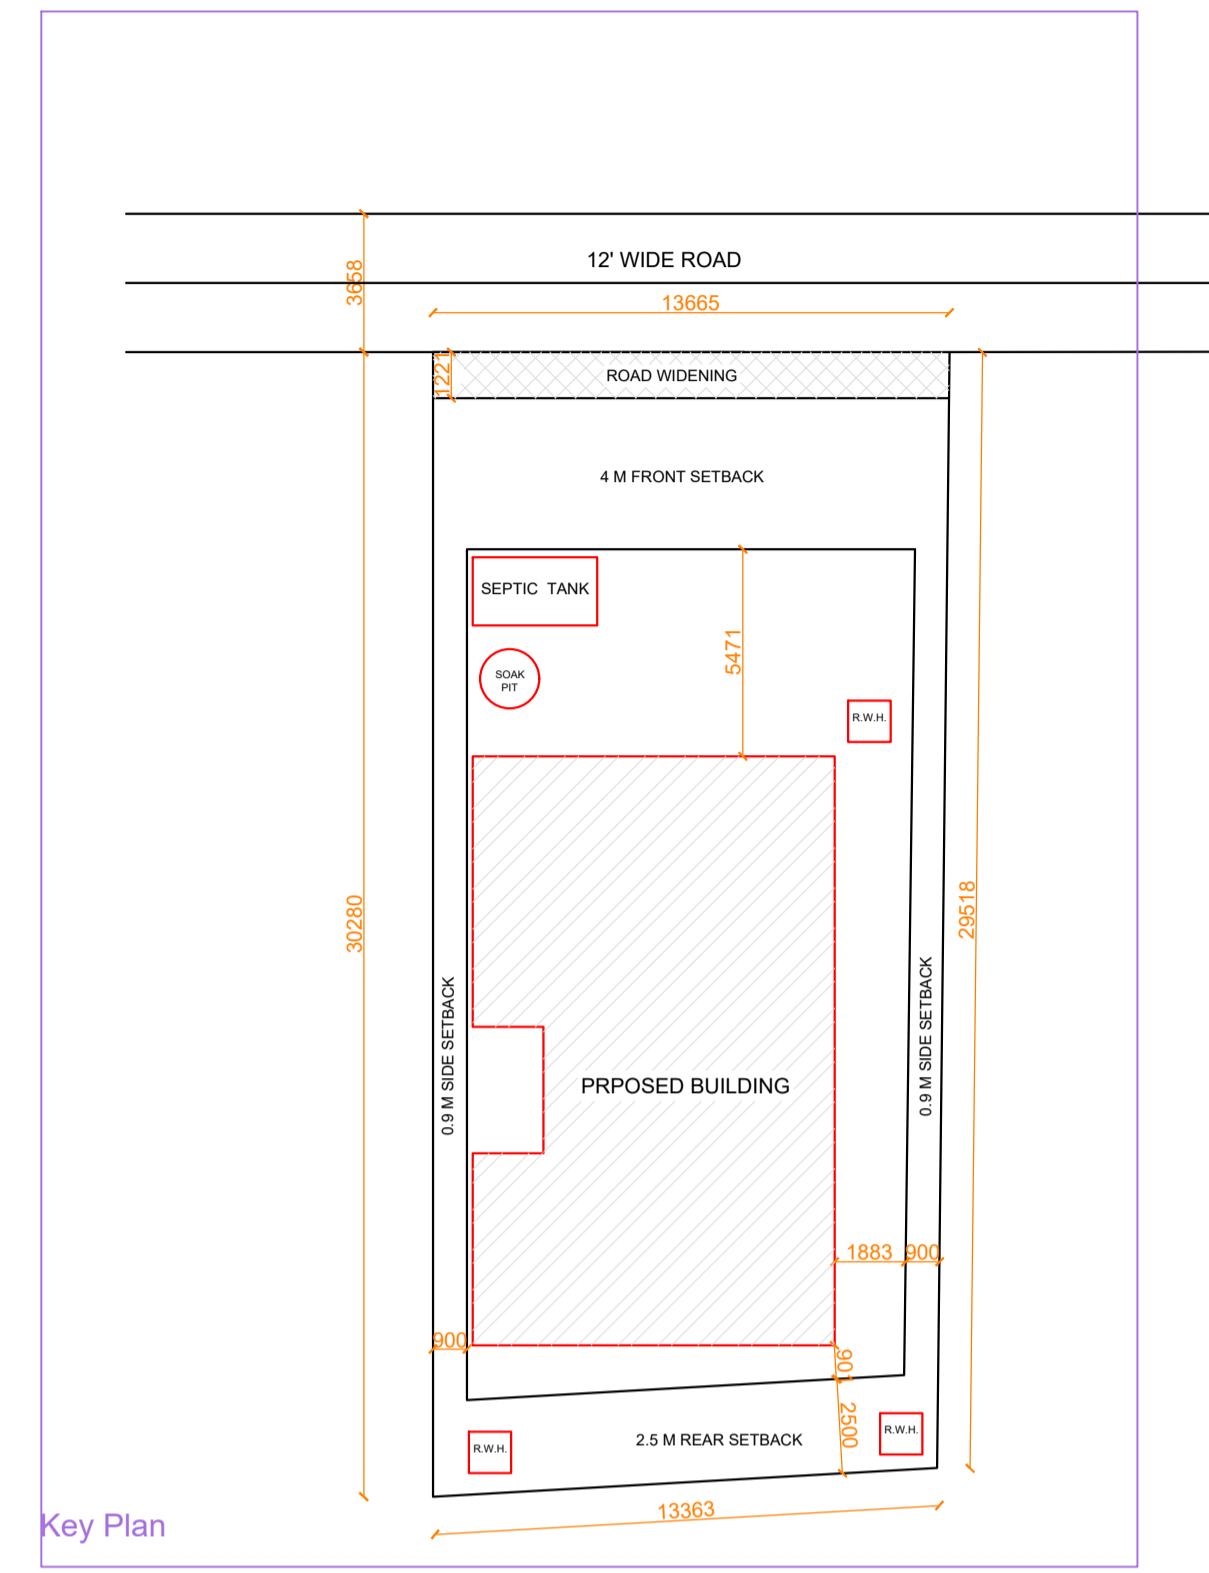 12' WIDE ROAD
3658
13665
1221
ROAD WIDENING
4 M FRONT SETBACK
SEPTIC TANK
5471
SOAK
PIT
R.W.H.
30280
29518
0.9 M SIDE SETBACK
0.9 M SIDE SETBACK
PRPOSED BUILDING
1883
900
900
901
2500
2.5 M REAR SETBACK
R.W.H.
R.W.H.
13363
Key Plan